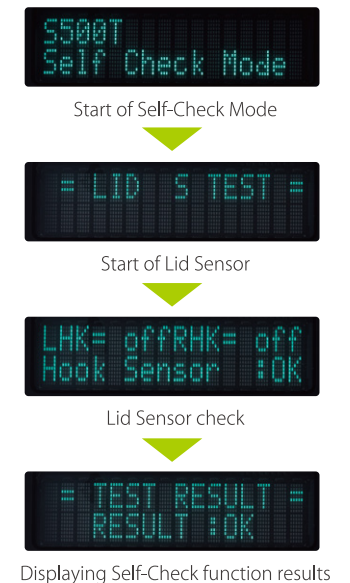 S500T
Self Check Mode
Start of Self-Check Mode
= LID S TEST =
Start of Lid Sensor
LHK= offRHK= off
Hook Sensor :OK
Lid Sensor check
= TEST RESULT =
RESULT :OK
Displaying Self-Check function results